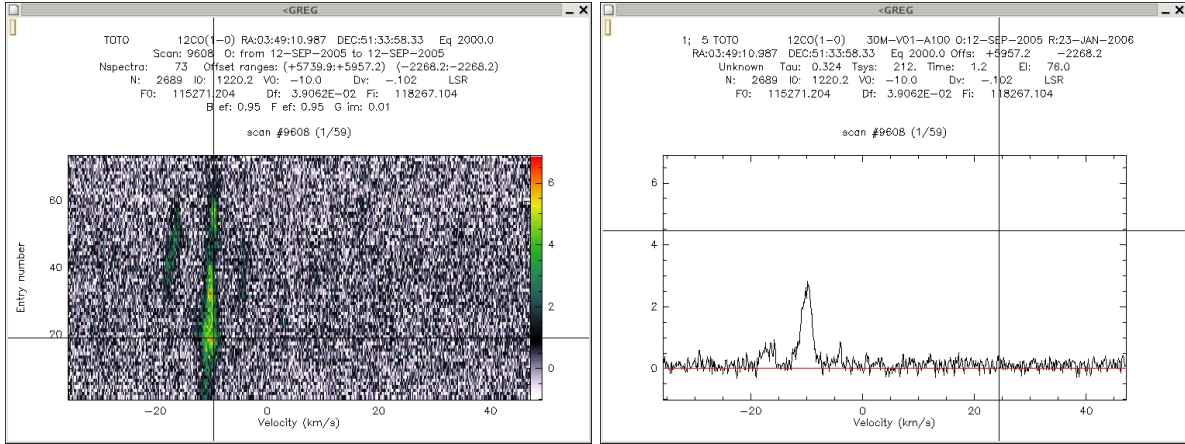 <GREG
TOTO 12CO(1-0) RA:03:49:10.987 DEC:51:33:58.33 Eq 2000.0
Scan: 9608 O: from 12-SEP-2005 to 12-SEP-2005
Nspectra: 73 Offset ranges: (+5739.9:+5957.2) (-2268.2:-2268.2)
N: 2689 I0: 1220.2 V0: -10.0 Dv: -.102 LSR
F0: 115271.204 Df: 3.9062E-02 Fi: 118267.104
B ef: 0.95 F ef: 0.95 G im: 0.01
scan #9608 (1/59)
60
40
20
Entry number
-20 0 20 40
Velocity (km/s)
6
4
2
0
<GREG
1; 5 TOTO 12CO(1-0) 30M-V01-A100 O:12-SEP-2005 R:23-JAN-2006
RA:03:49:10.987 DEC:51:33:58.33 Eq 2000.0 Offs: +5957.2 -2268.2
Unknown Tau: 0.324 Tsys: 212. Time: 1.2 El: 76.0
N: 2689 I0: 1220.2 V0: -10.0 Dv: -.102 LSR
F0: 115271.204 Df: 3.9062E-02 Fi: 118267.104
scan #9608 (1/59)
6
4
2
0
-20 0 20 40
Velocity (km/s)